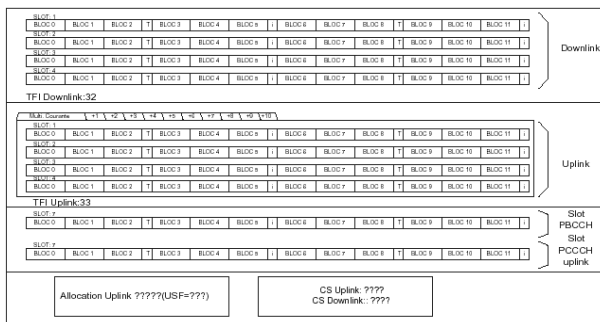 SLOT: 1
BLOC 0 BLOC 1 BLOC 2 T BLOC 3 BLOC 4 BLOC 5 i BLOC 6 BLOC 7 BLOC 8 T BLOC 9 BLOC 10 BLOC 11 i
SLOT: 2
BLOC 0 BLOC 1 BLOC 2 T BLOC 3 BLOC 4 BLOC 5 i BLOC 6 BLOC 7 BLOC 8 T BLOC 9 BLOC 10 BLOC 11 i
Downlink
SLOT: 3
BLOC 0 BLOC 1 BLOC 2 T BLOC 3 BLOC 4 BLOC 5 i BLOC 6 BLOC 7 BLOC 8 T BLOC 9 BLOC 10 BLOC 11 i
SLOT: 4
BLOC 0 BLOC 1 BLOC 2 T BLOC 3 BLOC 4 BLOC 5 i BLOC 6 BLOC 7 BLOC 8 T BLOC 9 BLOC 10 BLOC 11 i
TFI Downlink:32
Multi. Courante +1 +2 +3 +4 +5 +6 +7 +8 +9 +10
SLOT: 1
BLOC 0 BLOC 1 BLOC 2 T BLOC 3 BLOC 4 BLOC 5 i BLOC 6 BLOC 7 BLOC 8 T BLOC 9 BLOC 10 BLOC 11 i
SLOT: 2
BLOC 0 BLOC 1 BLOC 2 T BLOC 3 BLOC 4 BLOC 5 i BLOC 6 BLOC 7 BLOC 8 T BLOC 9 BLOC 10 BLOC 11 i
Uplink
SLOT: 3
BLOC 0 BLOC 1 BLOC 2 T BLOC 3 BLOC 4 BLOC 5 i BLOC 6 BLOC 7 BLOC 8 T BLOC 9 BLOC 10 BLOC 11 i
SLOT: 4
BLOC 0 BLOC 1 BLOC 2 T BLOC 3 BLOC 4 BLOC 5 i BLOC 6 BLOC 7 BLOC 8 T BLOC 9 BLOC 10 BLOC 11 i
TFI Uplink:33
SLOT: 7
BLOC 0 BLOC 1 BLOC 2 T BLOC 3 BLOC 4 BLOC 5 i BLOC 6 BLOC 7 BLOC 8 T BLOC 9 BLOC 10 BLOC 11 i
Slot
PBCCH
SLOT: 7
BLOC 0 BLOC 1 BLOC 2 T BLOC 3 BLOC 4 BLOC 5 i BLOC 6 BLOC 7 BLOC 8 T BLOC 9 BLOC 10 BLOC 11 i
Slot
PCCCH
uplink
Allocation Uplink ?????(USF=???)
CS Uplink: ????
CS Downlink:: ????